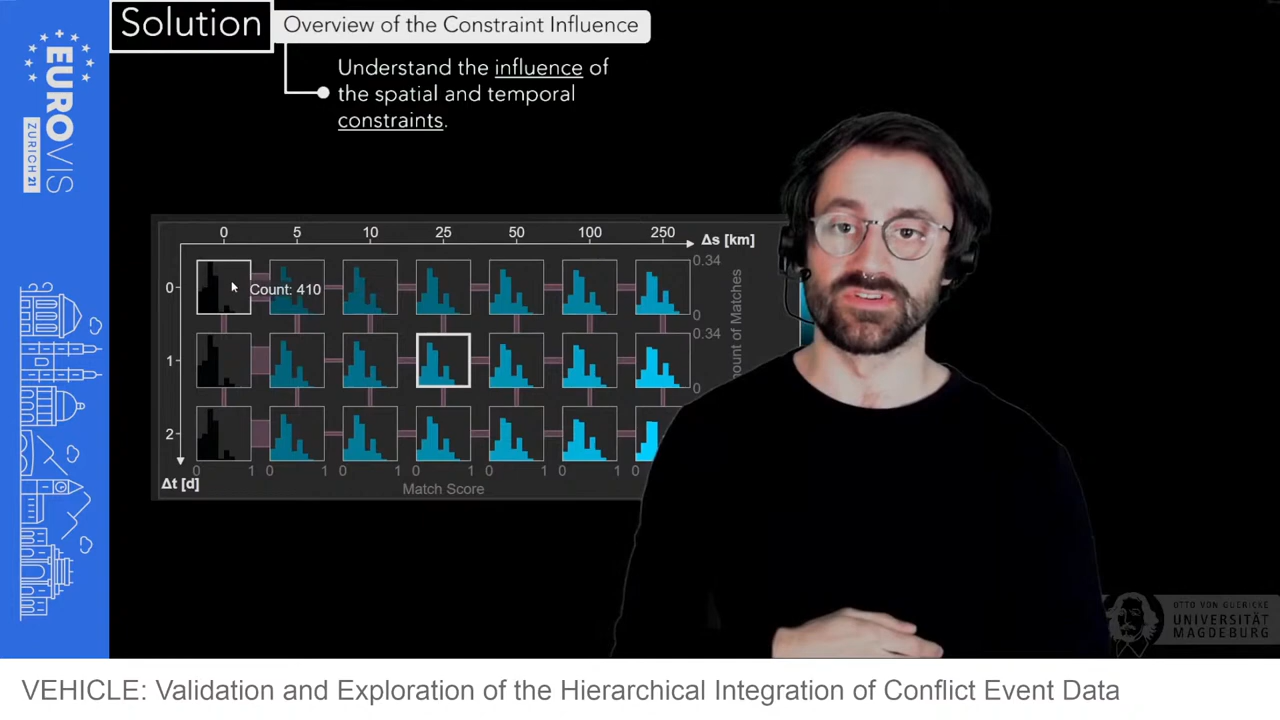 Solution
Overview of the Constraint Influence
Understand the influence of
the spatial and temporal
constraints.
EUROVIS
ZURICH 21
0 5 10 25 50 100 250
Δs [km]
0
Count: 410
0.34
0
1
0.34
0
2
0 1 0 1 0 1 0 1 0 1 0 1 0
Δt [d]
Match Score
ount of Matches
OTTO VON GUERICKE
UNIVERSITÄT
MAGDEBURG
VEHICLE: Validation and Exploration of the Hierarchical Integration of Conflict Event Data